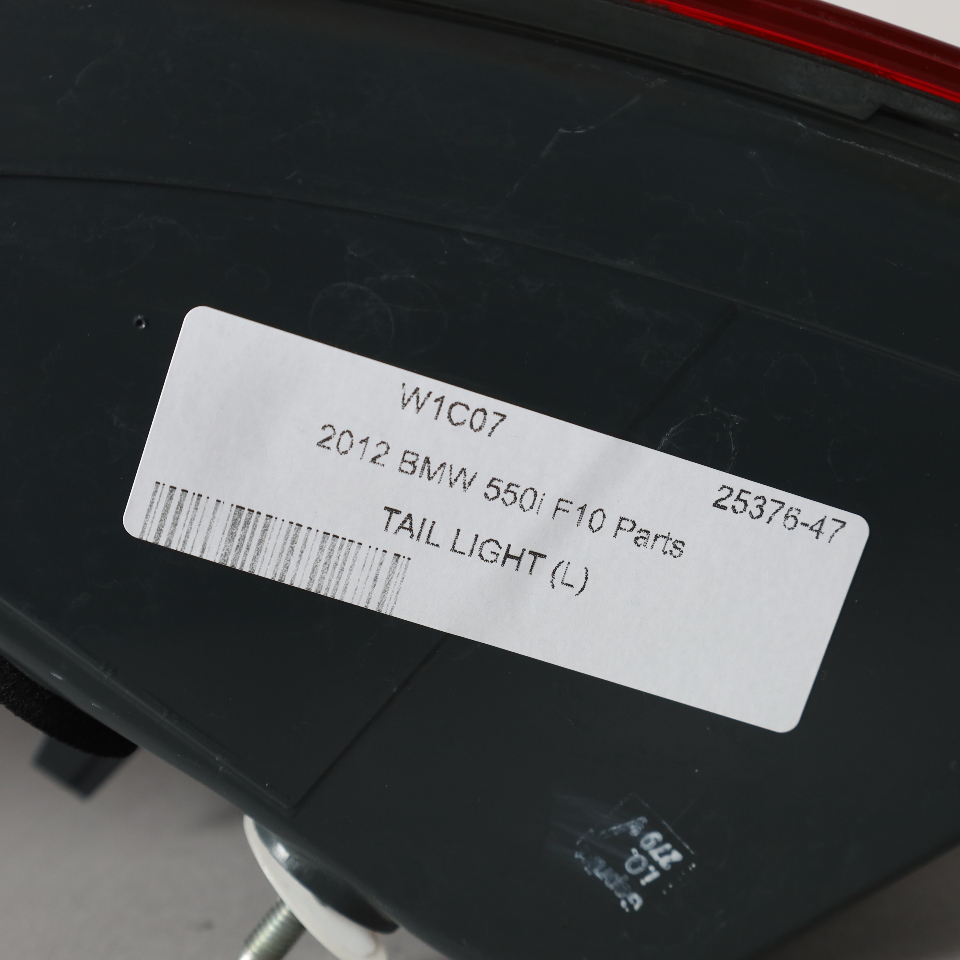 W1C07
2012 BMW 550i F10 Parts
25376-47
TAIL LIGHT (L)